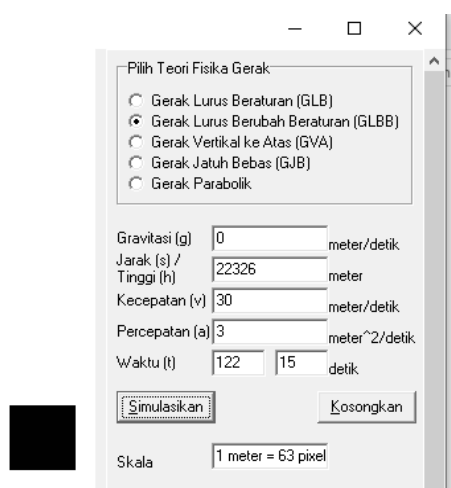 Pilih Teori Fisika Gerak
Gerak Lurus Beraturan (GLB)
Gerak Lurus Berubah Beraturan (GLBB)
Gerak Vertikal ke Atas (GVA)
Gerak Jatuh Bebas (GJB)
Gerak Parabolik
Gravitasi (g) 0 meter/detik
Jarak (s) /
Tinggi (h) 22326 meter
Kecepatan (v) 30 meter/detik
Percepatan (a) 3 meter^2/detik
Waktu (t) 122 15 detik
Simulasikan Kosongkan
Skala 1 meter = 63 pixel